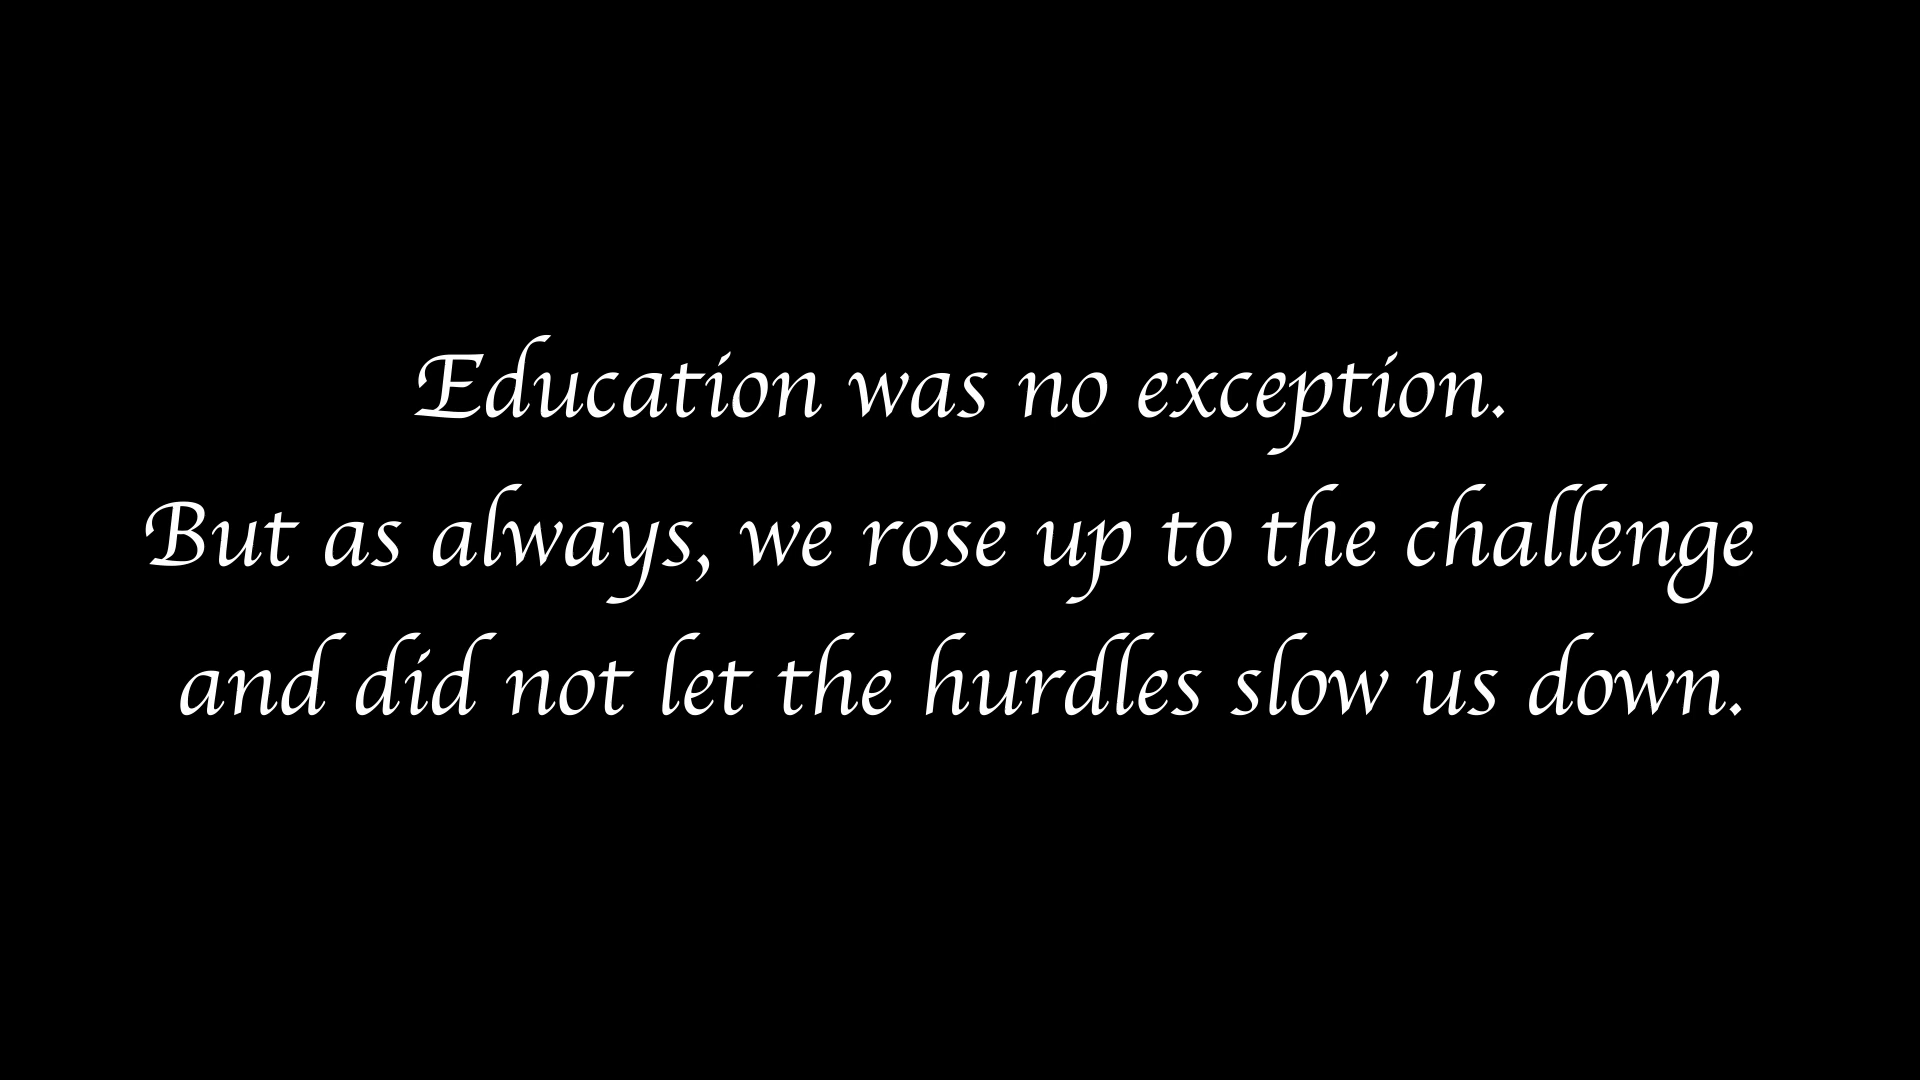 Education was no exception.
But as always, we rose up to the challenge
and did not let the hurdles slow us down.